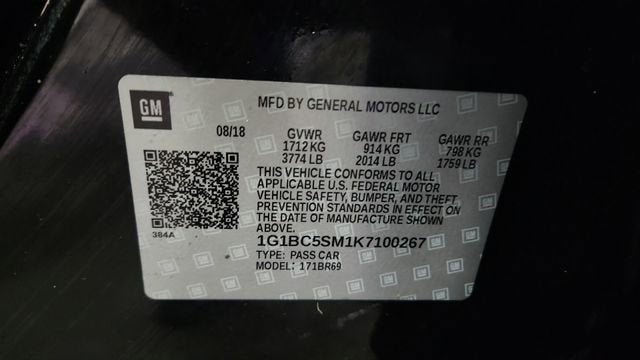 GM
MFD BY GENERAL MOTORS LLC
08/18 GVWR GAWR FRT GAWR RR
1712 KG 914 KG 798 KG
3774 LB 2014 LB 1759 LB
THIS VEHICLE CONFORMS TO ALL
APPLICABLE U.S. FEDERAL MOTOR
VEHICLE SAFETY, BUMPER, AND THEFT
PREVENTION STANDARDS IN EFFECT ON
THE DATE OF MANUFACTURE SHOWN
ABOVE.
384A
1G1BC5SM1K7100267
TYPE: PASS CAR
MODEL: 171BR69